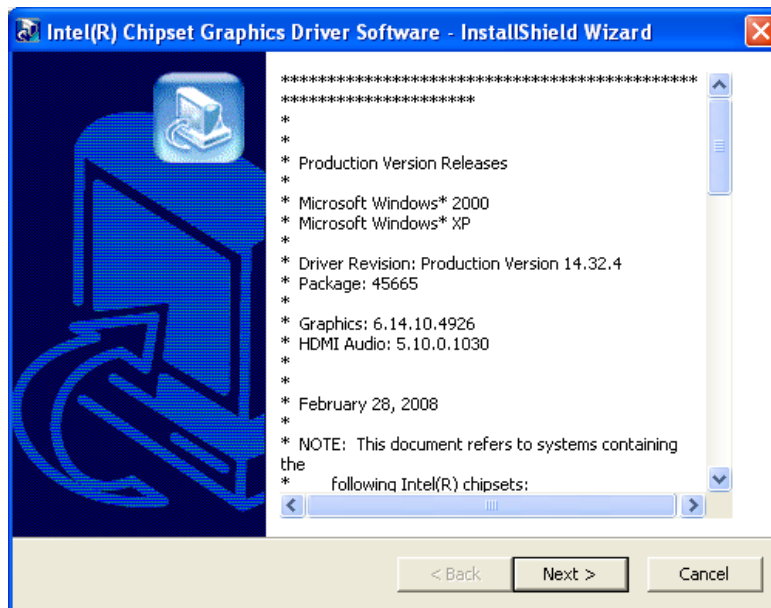 Intel(R) Chipset Graphics Driver Software - InstallShield Wizard
*********************************************
*********************
*
*
* Production Version Releases
*
* Microsoft Windows* 2000
* Microsoft Windows* XP
*
* Driver Revision: Production Version 14.32.4
* Package: 45665
*
* Graphics: 6.14.10.4926
* HDMI Audio: 5.10.0.1030
*
*
* February 28, 2008
*
* NOTE:  This document refers to systems containing
the
*       following Intel(R) chipsets:
< Back
Next >
Cancel